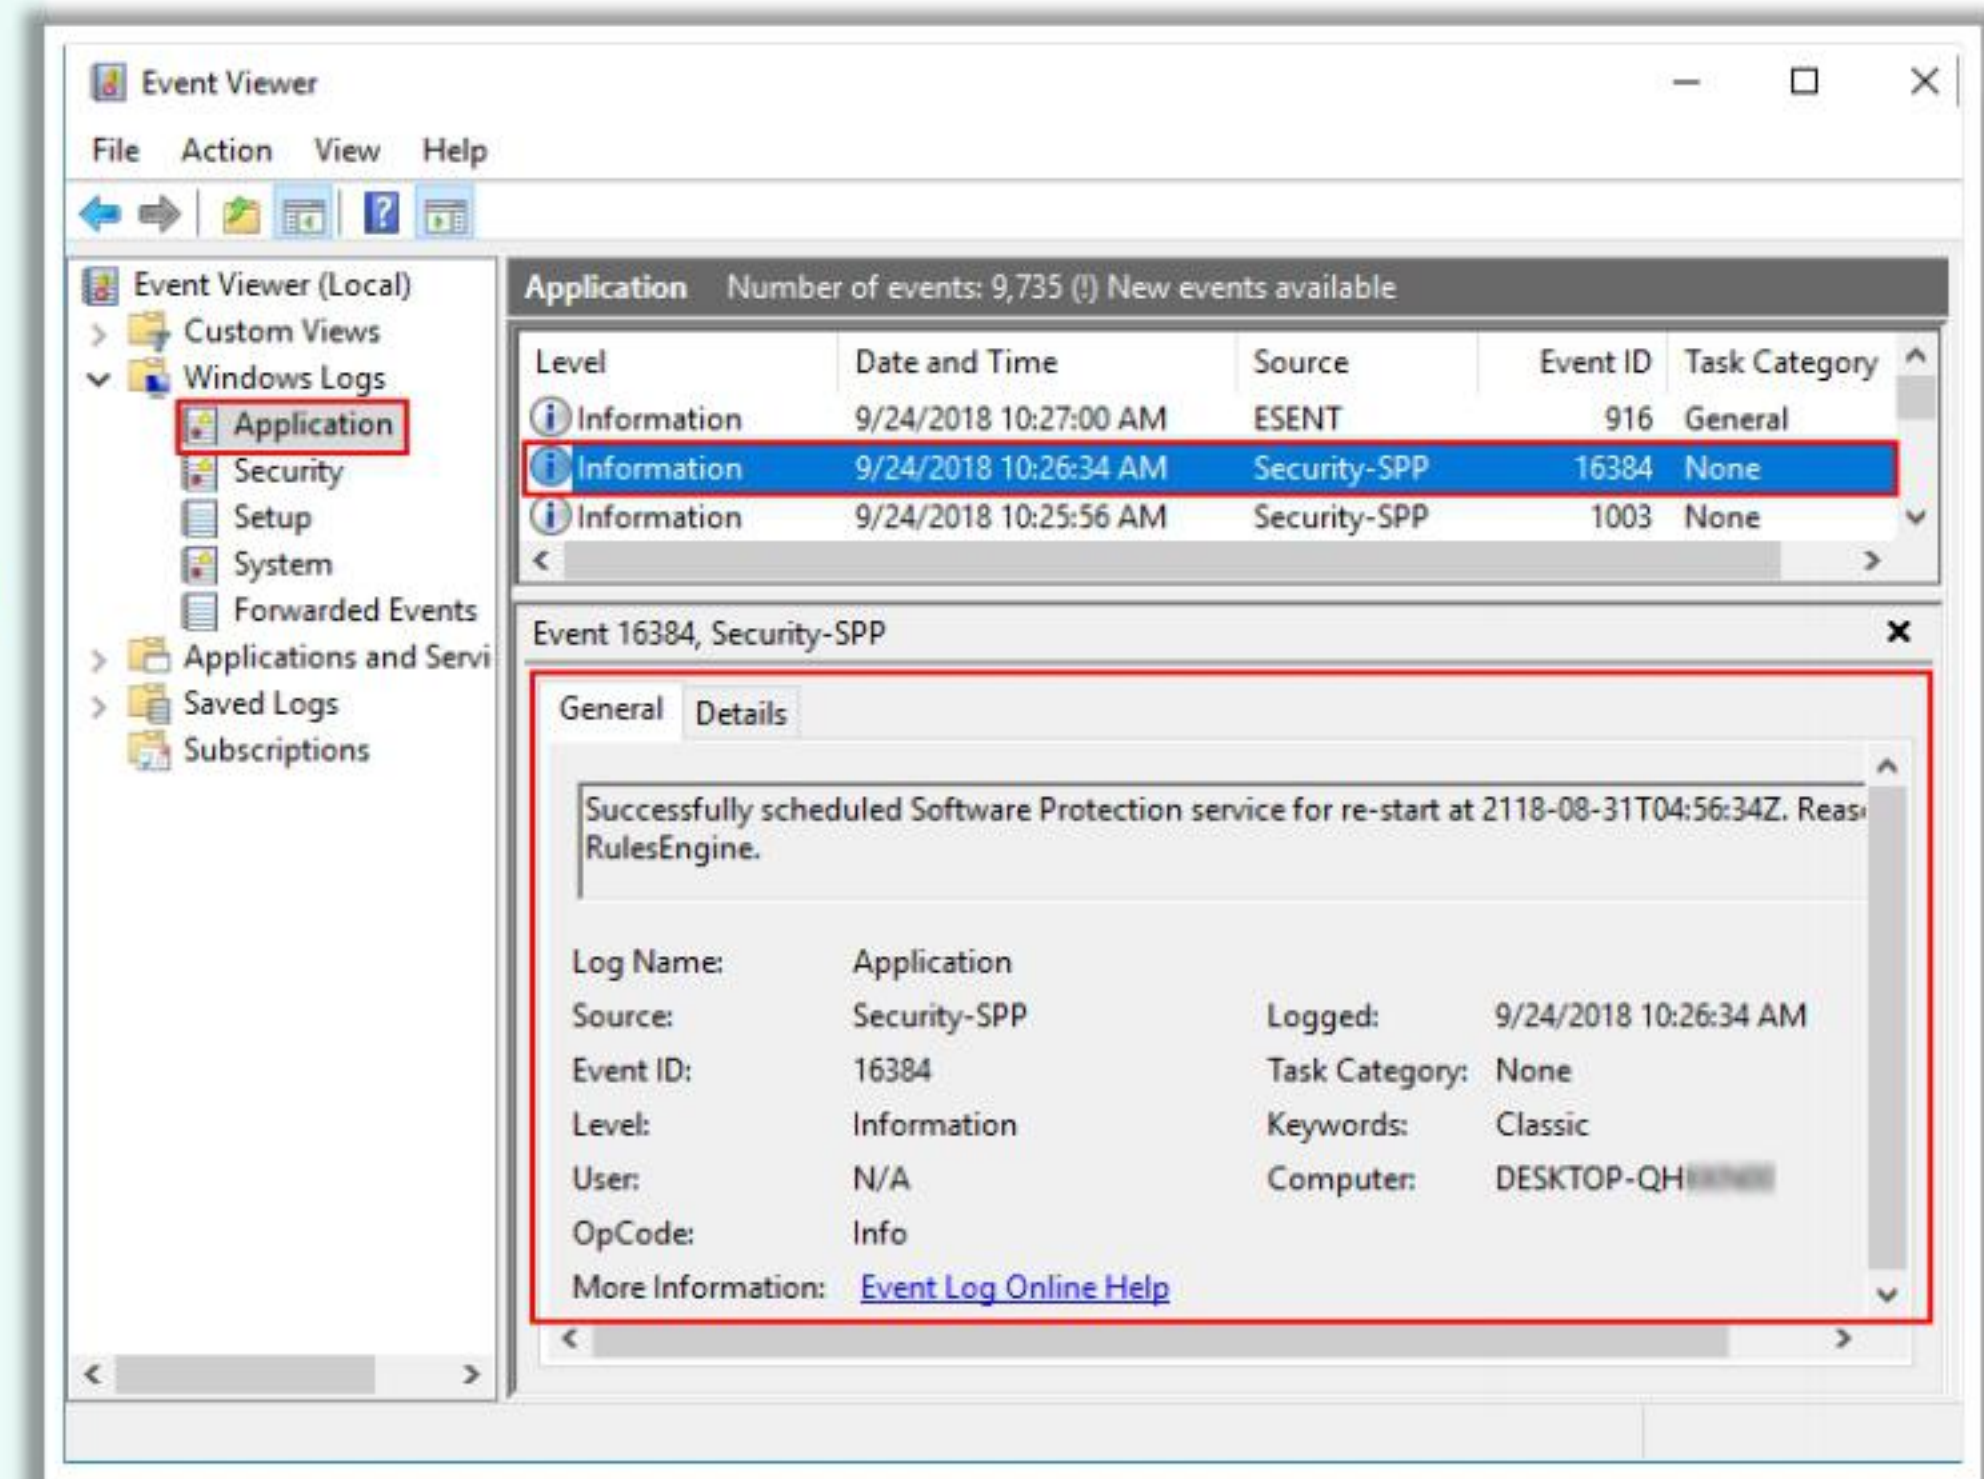 Event Viewer
File Action View Help
Event Viewer (Local)
Custom Views
Windows Logs
Application
Security
Setup
System
Forwarded Events
Applications and Servi
Saved Logs
Subscriptions
Application Number of events: 9,735 (!) New events available
Level Date and Time Source Event ID Task Category
Information 9/24/2018 10:27:00 AM ESENT 916 General
Information 9/24/2018 10:26:34 AM Security-SPP 16384 None
Information 9/24/2018 10:25:56 AM Security-SPP 1003 None
Event 16384, Security-SPP
General Details
Successfully scheduled Software Protection service for re-start at 2118-08-31T04:56:34Z. Reas
RulesEngine.
Log Name: Application
Source: Security-SPP Logged: 9/24/2018 10:26:34 AM
Event ID: 16384 Task Category: None
Level: Information Keywords: Classic
User: N/A Computer: DESKTOP-QH
OpCode: Info
More Information: Event Log Online Help